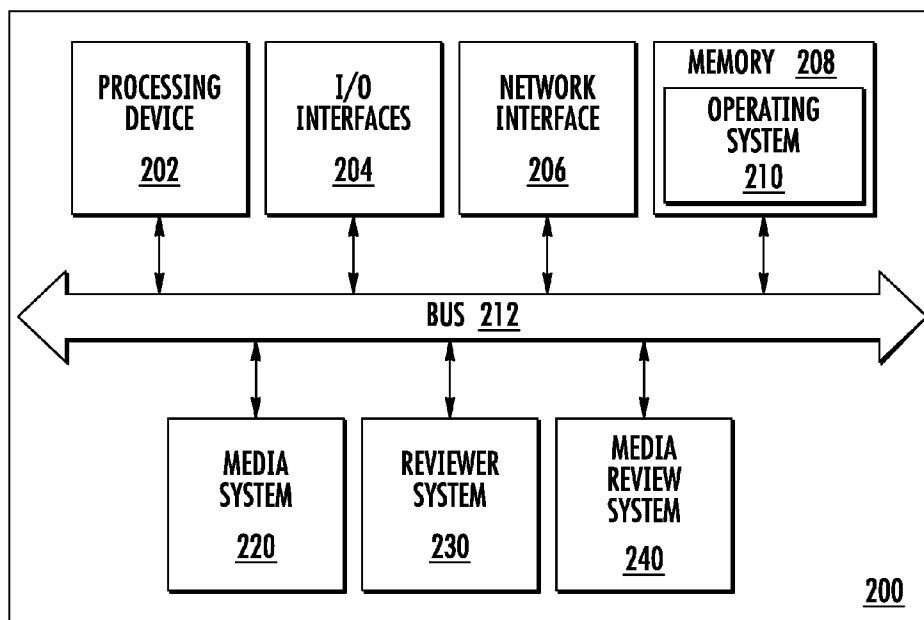 PROCESSING
DEVICE
202
I/O
INTERFACES
204
NETWORK
INTERFACE
206
MEMORY 208
OPERATING
SYSTEM
210
BUS 212
MEDIA
SYSTEM
220
REVIEWER
SYSTEM
230
MEDIA
REVIEW
SYSTEM
240
200